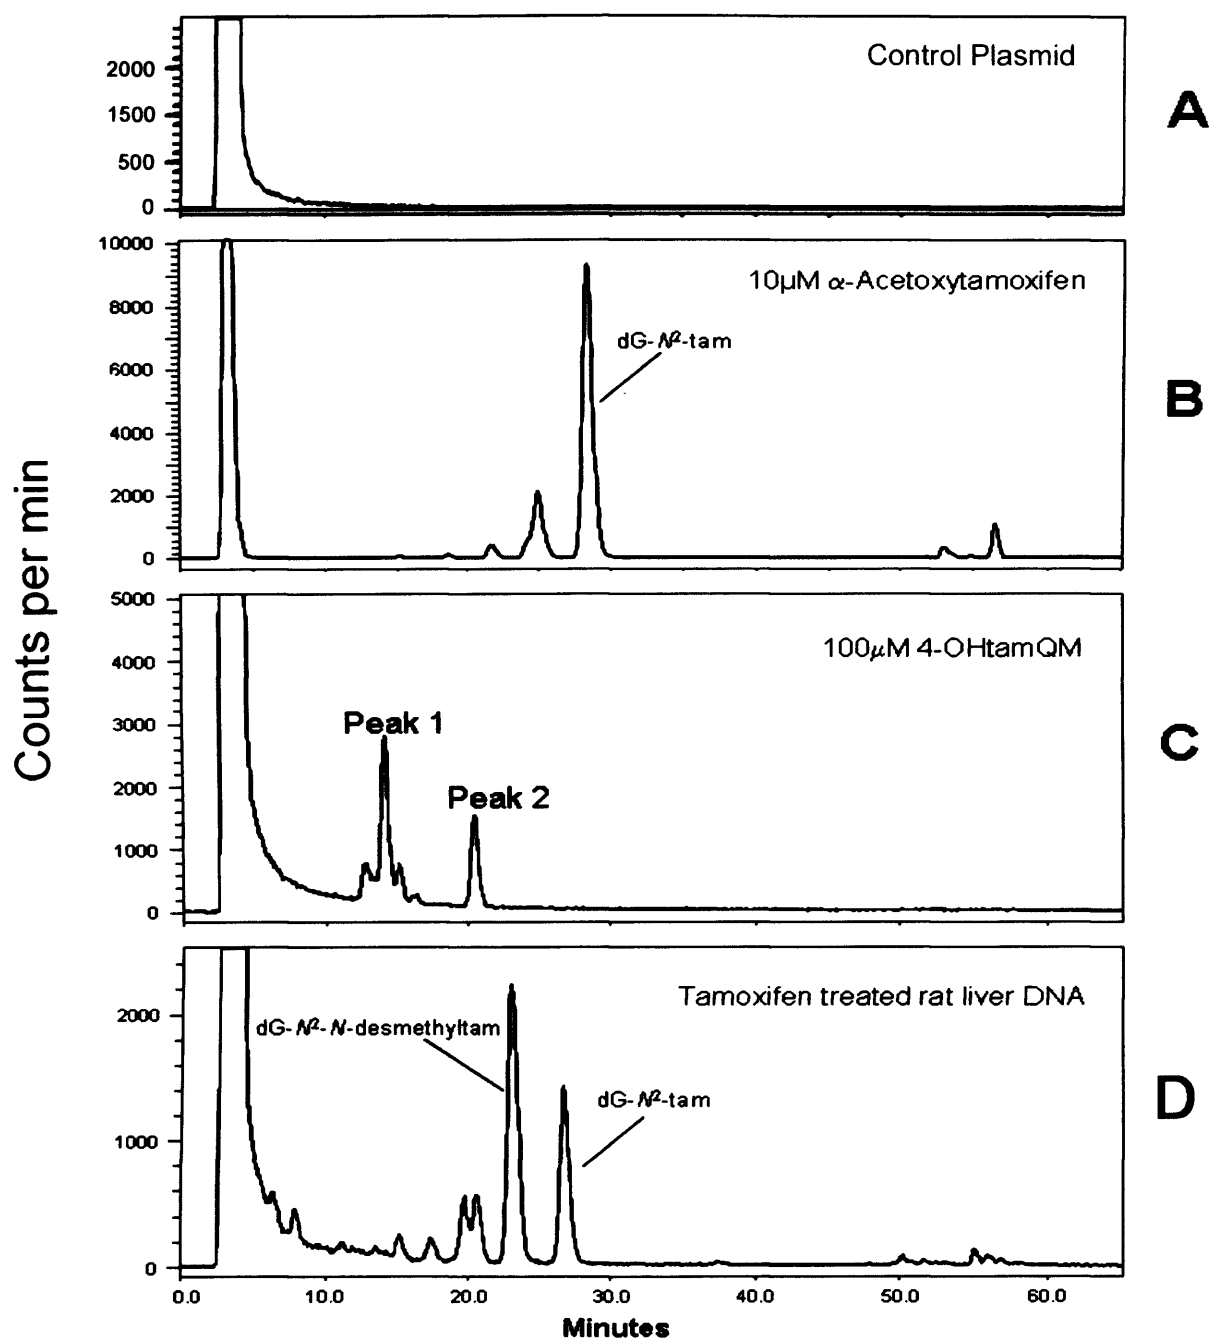 Counts per min
2000
1500
500
0
Control Plasmid
A
10000
8000
6000
4000
2000
0
10µM α-Acetoxytamoxifen
dG-N²-tam
B
5000
4000
3000
2000
1000
0
100µM 4-OHtamQM
Peak 1
Peak 2
C
2000
1000
0
Tamoxifen treated rat liver DNA
dG-N²-N-desmethyltam
dG-N²-tam
D
0.0 10.0 20.0 30.0 40.0 50.0 60.0
Minutes